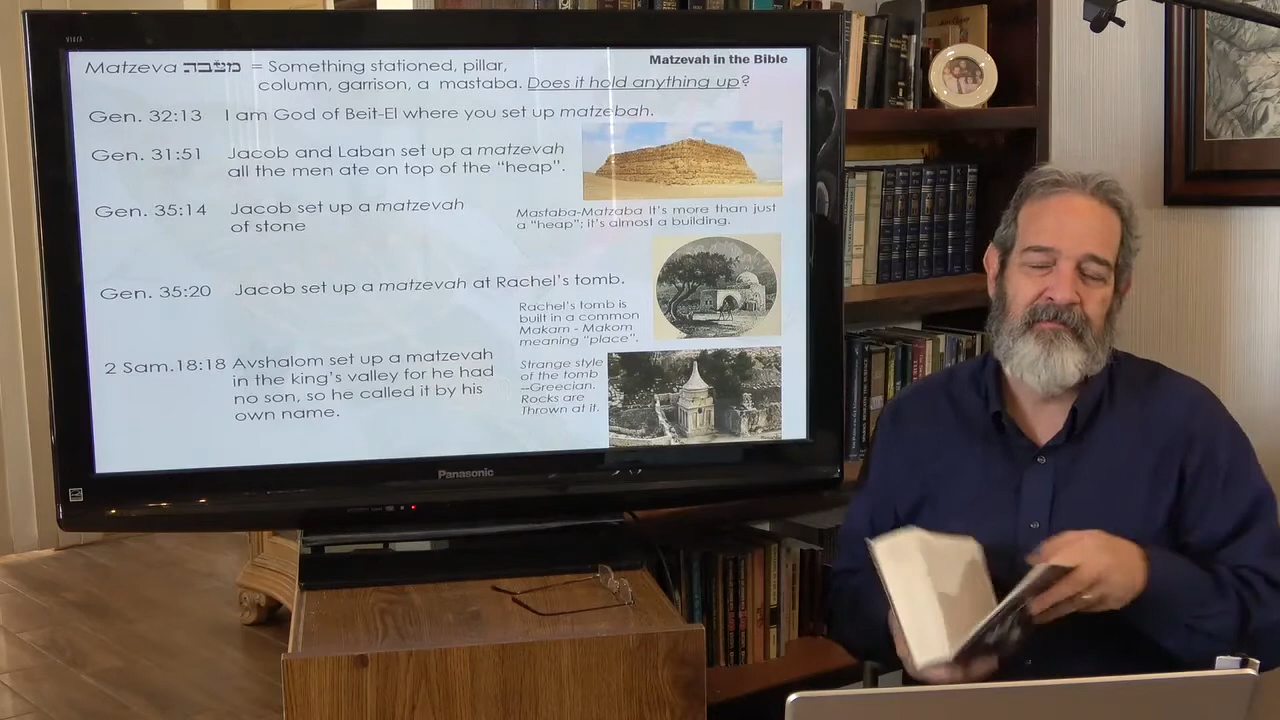 VIERA
Matzevah in the Bible
Matzeva מצבה = Something stationed, pillar,
column, garrison, a mastaba. Does it hold anything up?
Gen. 32:13 I am God of Beit-El where you set up matzebah.
Gen. 31:51 Jacob and Laban set up a matzevah
all the men ate on top of the “heap”.
Gen. 35:14 Jacob set up a matzevah
of stone
Mastaba-Matzaba It’s more than just
a “heap”; it’s almost a building.
Gen. 35:20 Jacob set up a matzevah at Rachel’s tomb.
Rachel’s tomb is
built in a common
Makam - Makom
meaning “place”.
2 Sam.18:18 Avshalom set up a matzevah
in the king’s valley for he had
no son, so he called it by his
own name.
Strange style
of the tomb
–Greecian.
Rocks are
Thrown at it.
Panasonic